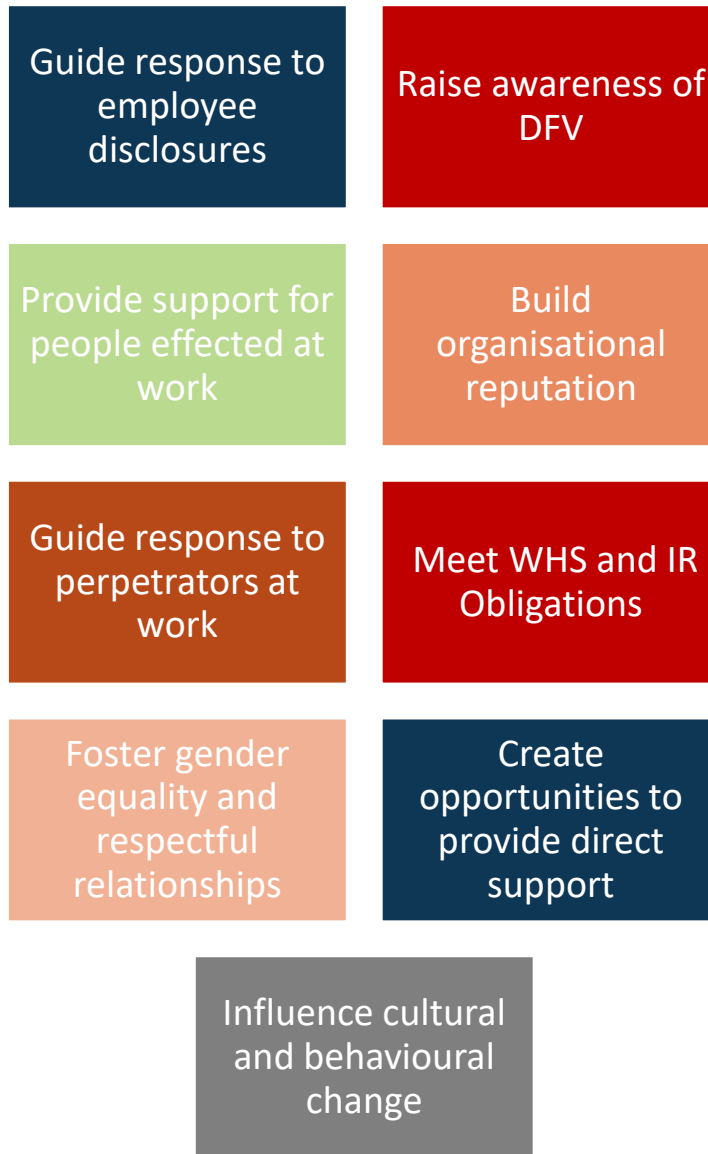 Guide response to
employee
disclosures
Raise awareness of
DFV
Provide support for
people effected at
work
Build
organisational
reputation
Guide response to
perpetrators at
work
Meet WHS and IR
Obligations
Foster gender
equality and
respectful
relationships
Create
opportunities to
provide direct
support
Influence cultural
and behavioural
change